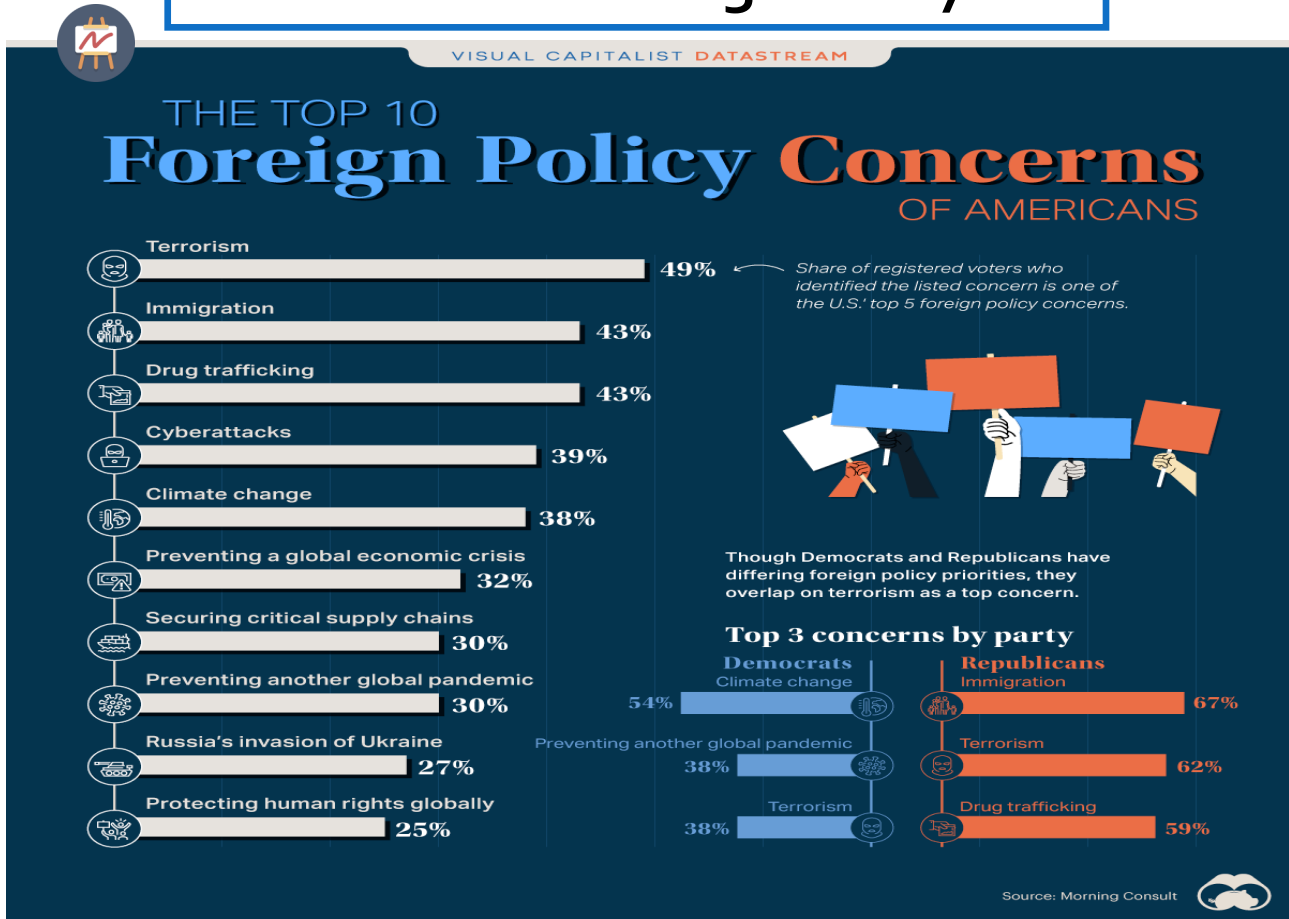 VISUAL CAPITALIST DATASTREAM
THE TOP 10
Foreign Policy Concerns
OF AMERICANS
Terrorism
49%
Share of registered voters who
identified the listed concern is one of
the U.S.' top 5 foreign policy concerns.
Immigration
43%
Drug trafficking
43%
Cyberattacks
39%
Climate change
38%
Preventing a global economic crisis
32%
Securing critical supply chains
30%
Preventing another global pandemic
30%
Russia's invasion of Ukraine
27%
Protecting human rights globally
25%
Though Democrats and Republicans have
differing foreign policy priorities, they
overlap on terrorism as a top concern.
Top 3 concerns by party
Democrats
Climate change
54%
Preventing another global pandemic
38%
Terrorism
38%
Republicans
Immigration
67%
Terrorism
62%
Drug trafficking
59%
Source: Morning Consult